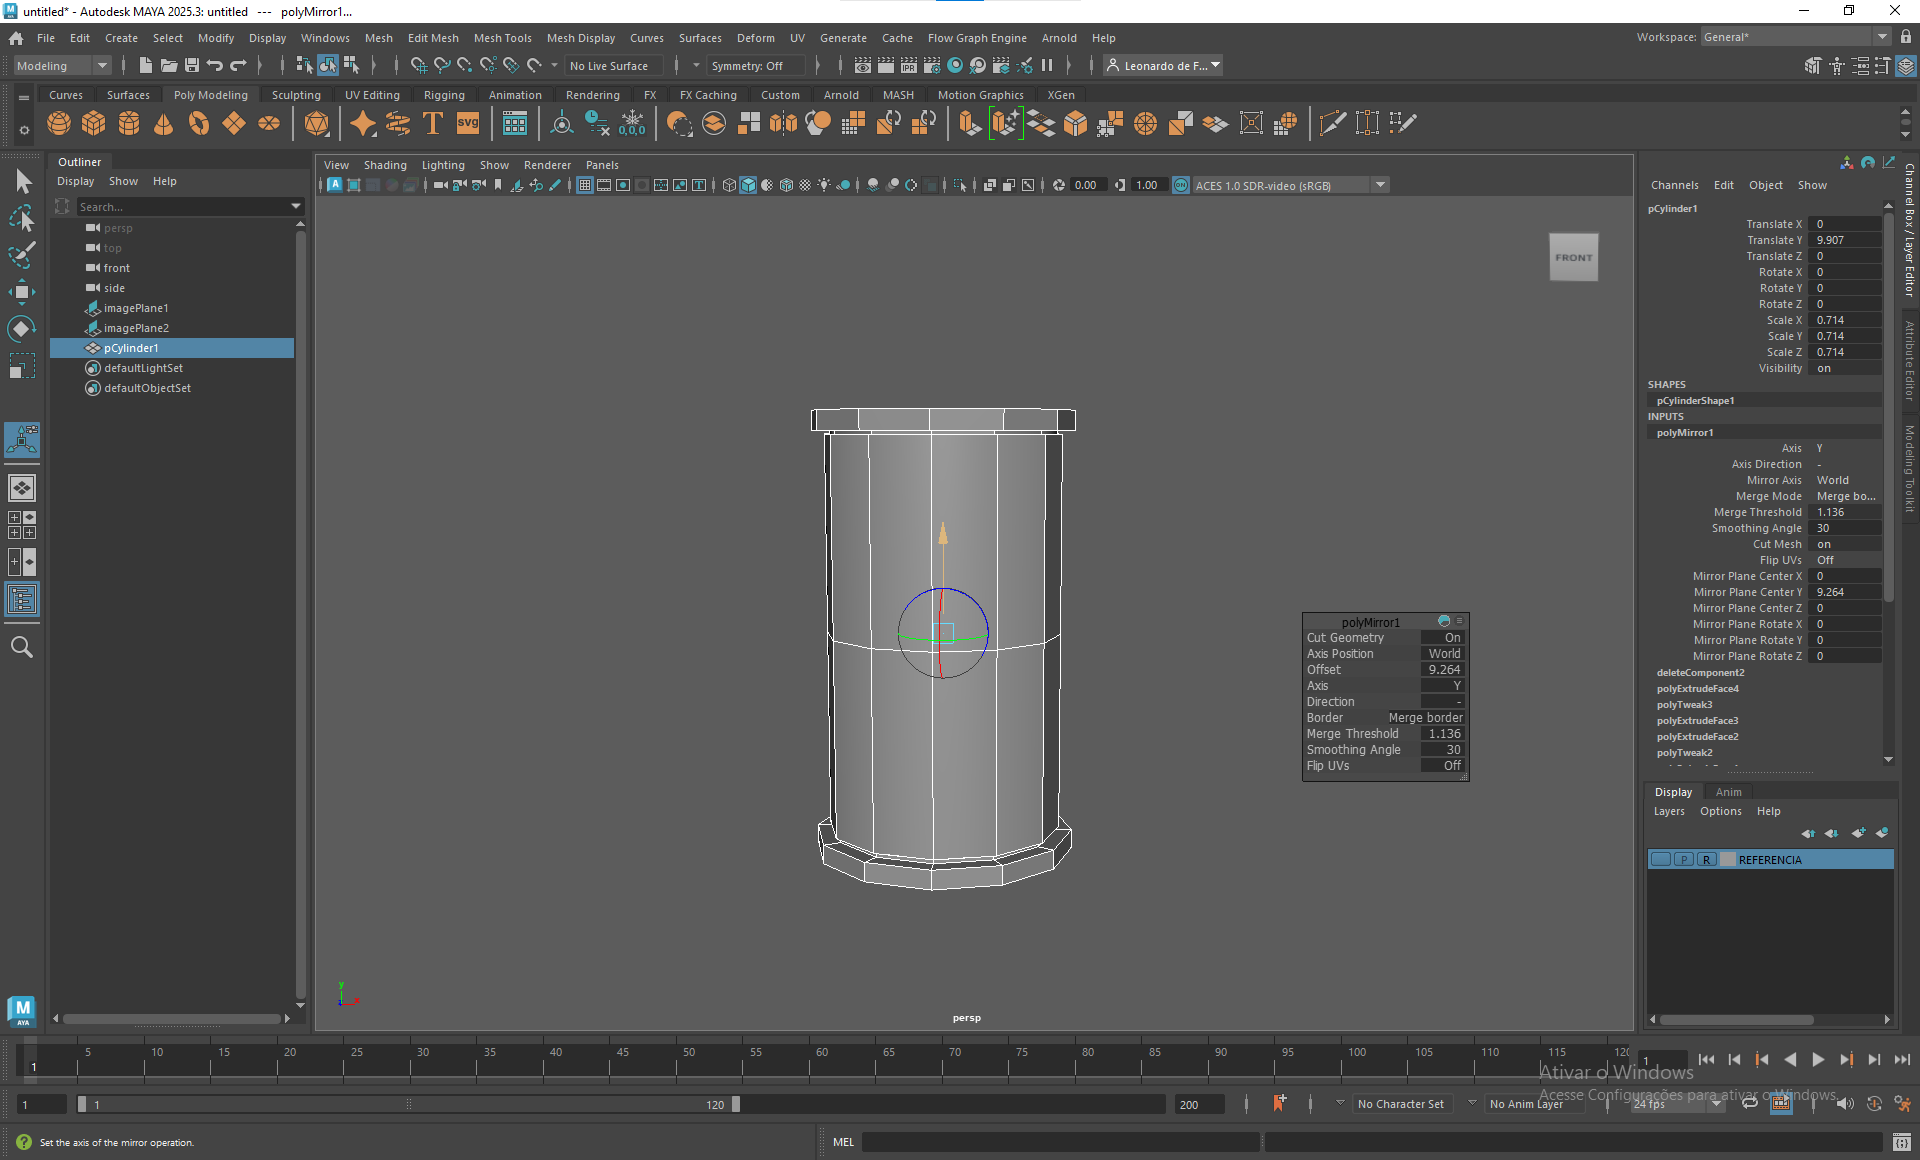 untitled* - Autodesk MAYA 2025.3: untitled   ---   polyMirror1...
File Edit Create Select Modify Display Windows Mesh Edit Mesh Mesh Tools Mesh Display Curves Surfaces Deform UV Generate Cache Flow Graph Engine Arnold Help
Workspace: General*
Modeling
No Live Surface
Symmetry: Off
IPR
Leonardo de F...
Curves Surfaces Poly Modeling Sculpting UV Editing Rigging Animation Rendering FX FX Caching Custom Arnold MASH Motion Graphics XGen
T
SVG
0,0,0
Outliner
Display Show Help
Search...
persp
top
front
side
imagePlane1
imagePlane2
pCylinder1
defaultLightSet
defaultObjectSet
View Shading Lighting Show Renderer Panels
0.00
1.00
ACES 1.0 SDR-video (sRGB)
FRONT
polyMirror1
Cut Geometry On
Axis Position World
Offset 9.264
Axis Y
Direction -
Border Merge border
Merge Threshold 1.136
Smoothing Angle 30
Flip UVs Off
y
persp
Channels Edit Object Show
pCylinder1
Translate X 0
Translate Y 9.907
Translate Z 0
Rotate X 0
Rotate Y 0
Rotate Z 0
Scale X 0.714
Scale Y 0.714
Scale Z 0.714
Visibility on
SHAPES
pCylinderShape1
INPUTS
polyMirror1
Axis Y
Axis Direction -
Mirror Axis World
Merge Mode Merge bo...
Merge Threshold 1.136
Smoothing Angle 30
Cut Mesh on
Flip UVs Off
Mirror Plane Center X 0
Mirror Plane Center Y 9.264
Mirror Plane Center Z 0
Mirror Plane Rotate X 0
Mirror Plane Rotate Y 0
Mirror Plane Rotate Z 0
deleteComponent2
polyExtrudeFace4
polyTweak3
polyExtrudeFace3
polyExtrudeFace2
polyTweak2
Channel Box / Layer Editor
Attribute Editor
Modeling Toolkit
Display Anim
Layers Options Help
P R REFERENCIA
M
AYA
5 10 15 20 25 30 35 40 45 50 55 60 65 70 75 80 85 90 95 100 105 110 115 120
1
1
Ativar o Windows
Acesse Configurações para ativar o Windows.
1
1
120
200
No Character Set
No Anim Layer
24 fps
Set the axis of the mirror operation.
MEL